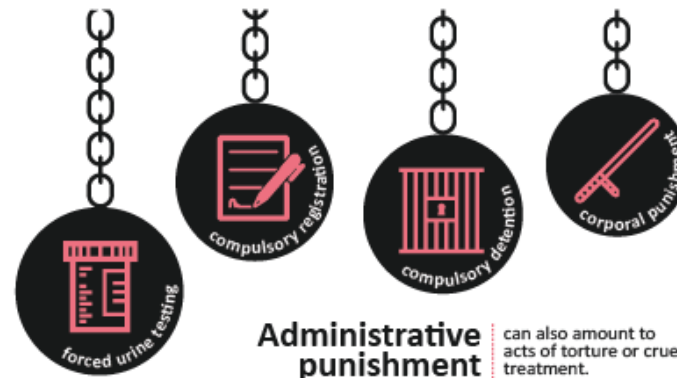 forced urine testing
compulsory registration
compulsory detention
corporal punishment
Administrative
punishment
can also amount to
acts of torture or crue
treatment.